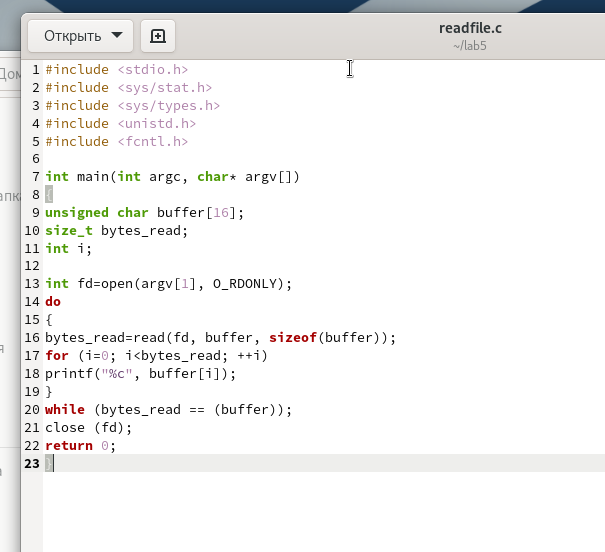 Открыть
readfile.c
~/lab5
1 #include <stdio.h>
2 #include <sys/stat.h>
3 #include <sys/types.h>
4 #include <unistd.h>
5 #include <fcntl.h>
6
7 int main(int argc, char* argv[])
8 {
9 unsigned char buffer[16];
10 size_t bytes_read;
11 int i;
12
13 int fd=open(argv[1], O_RDONLY);
14 do
15 {
16 bytes_read=read(fd, buffer, sizeof(buffer));
17 for (i=0; i<bytes_read; ++i)
18 printf("%c", buffer[i]);
19 }
20 while (bytes_read == (buffer));
21 close (fd);
22 return 0;
23 }